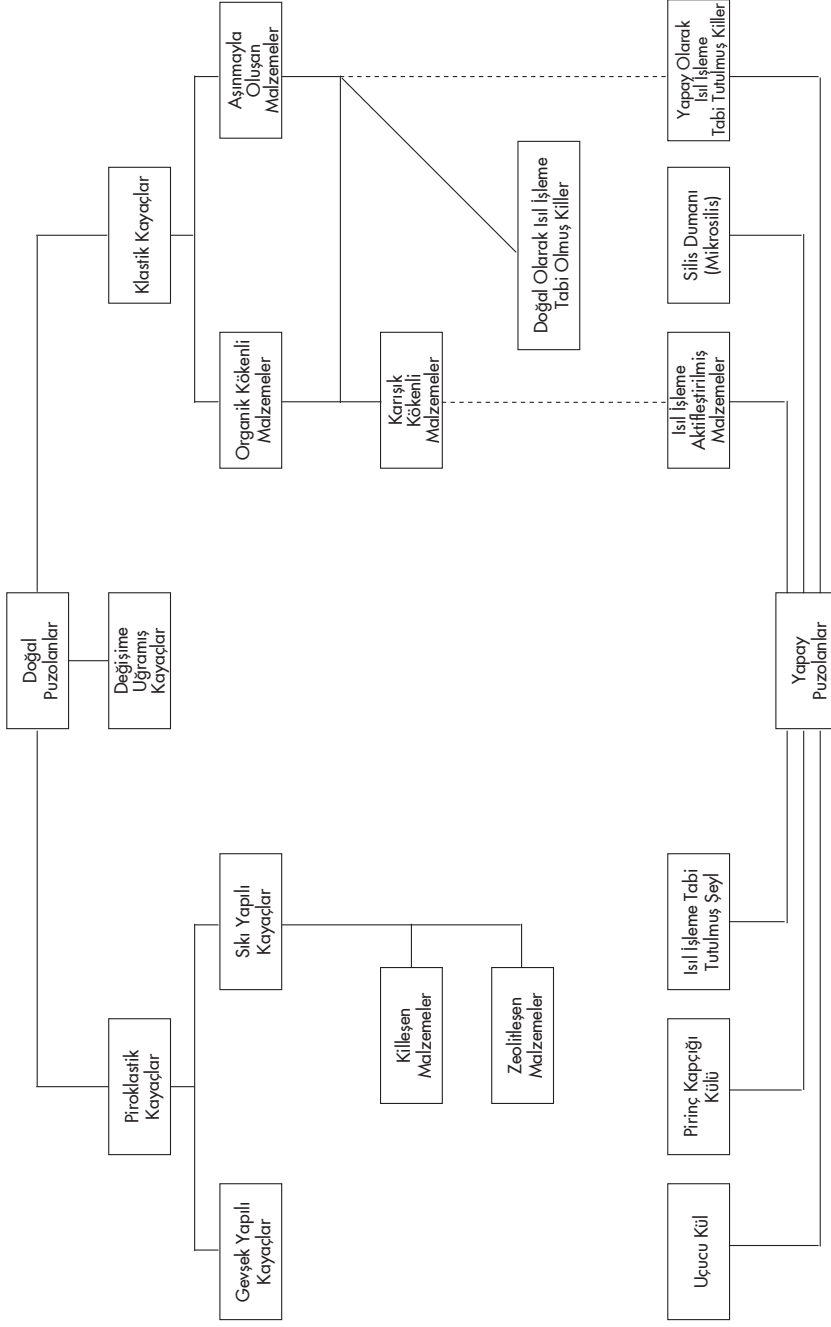 Doğal
Puzolanlar
Piroklastik
Kayaçlar
Değişime
Uğramış
Kayaçlar
Klastik Kayaçlar
Gevşek Yapılı
Kayaçlar
Sıkı Yapılı
Kayaçlar
Organik Kökenli
Malzemeler
Aşınmayla
Oluşan
Malzemeler
Killeşen
Malzemeler
Karışık
Kökenli
Malzemeler
Zeolitleşen
Malzemeler
Doğal Olarak Isıl İşleme
Tabi Olmuş Killer
Uçucu Kül
Pirinç Kapçığı
Külü
Isıl İşleme Tabi
Tutulmuş Şeyl
Isıl İşleme
Aktifleştirilmiş
Malzemeler
Silis Dumanı
(Mikrosilis)
Yapay Olarak
Isıl İşleme
Tabi Tutulmuş Killer
Yapay
Puzolanlar